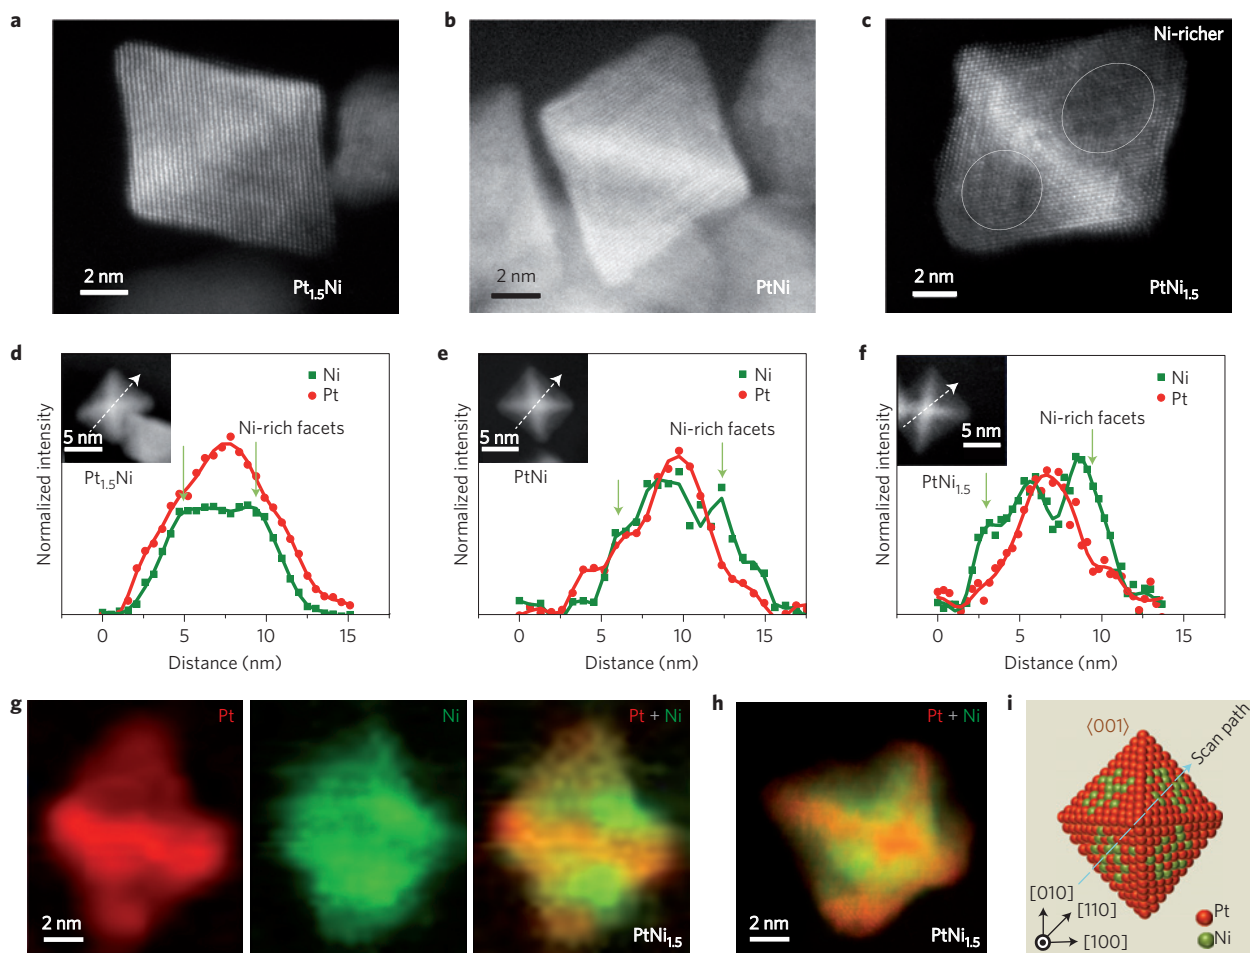 a
2 nm
Pt1.5Ni
b
2 nm
PtNi
c
Ni-richer
2 nm
PtNi1.5
d
Normalized intensity
5 nm
Pt1.5Ni
Ni
Pt
Ni-rich facets
0 5 10 15
Distance (nm)
e
Normalized intensity
5 nm
PtNi
Ni
Pt
Ni-rich facets
0 5 10 15
Distance (nm)
f
Normalized intensity
5 nm
PtNi1.5
Ni
Pt
Ni-rich facets
0 5 10 15
Distance (nm)
g
Pt
2 nm
Ni
Pt + Ni
PtNi1.5
h
Pt + Ni
2 nm
PtNi1.5
i
⟨001⟩
Scan path
[010]
[110]
[100]
Pt
Ni